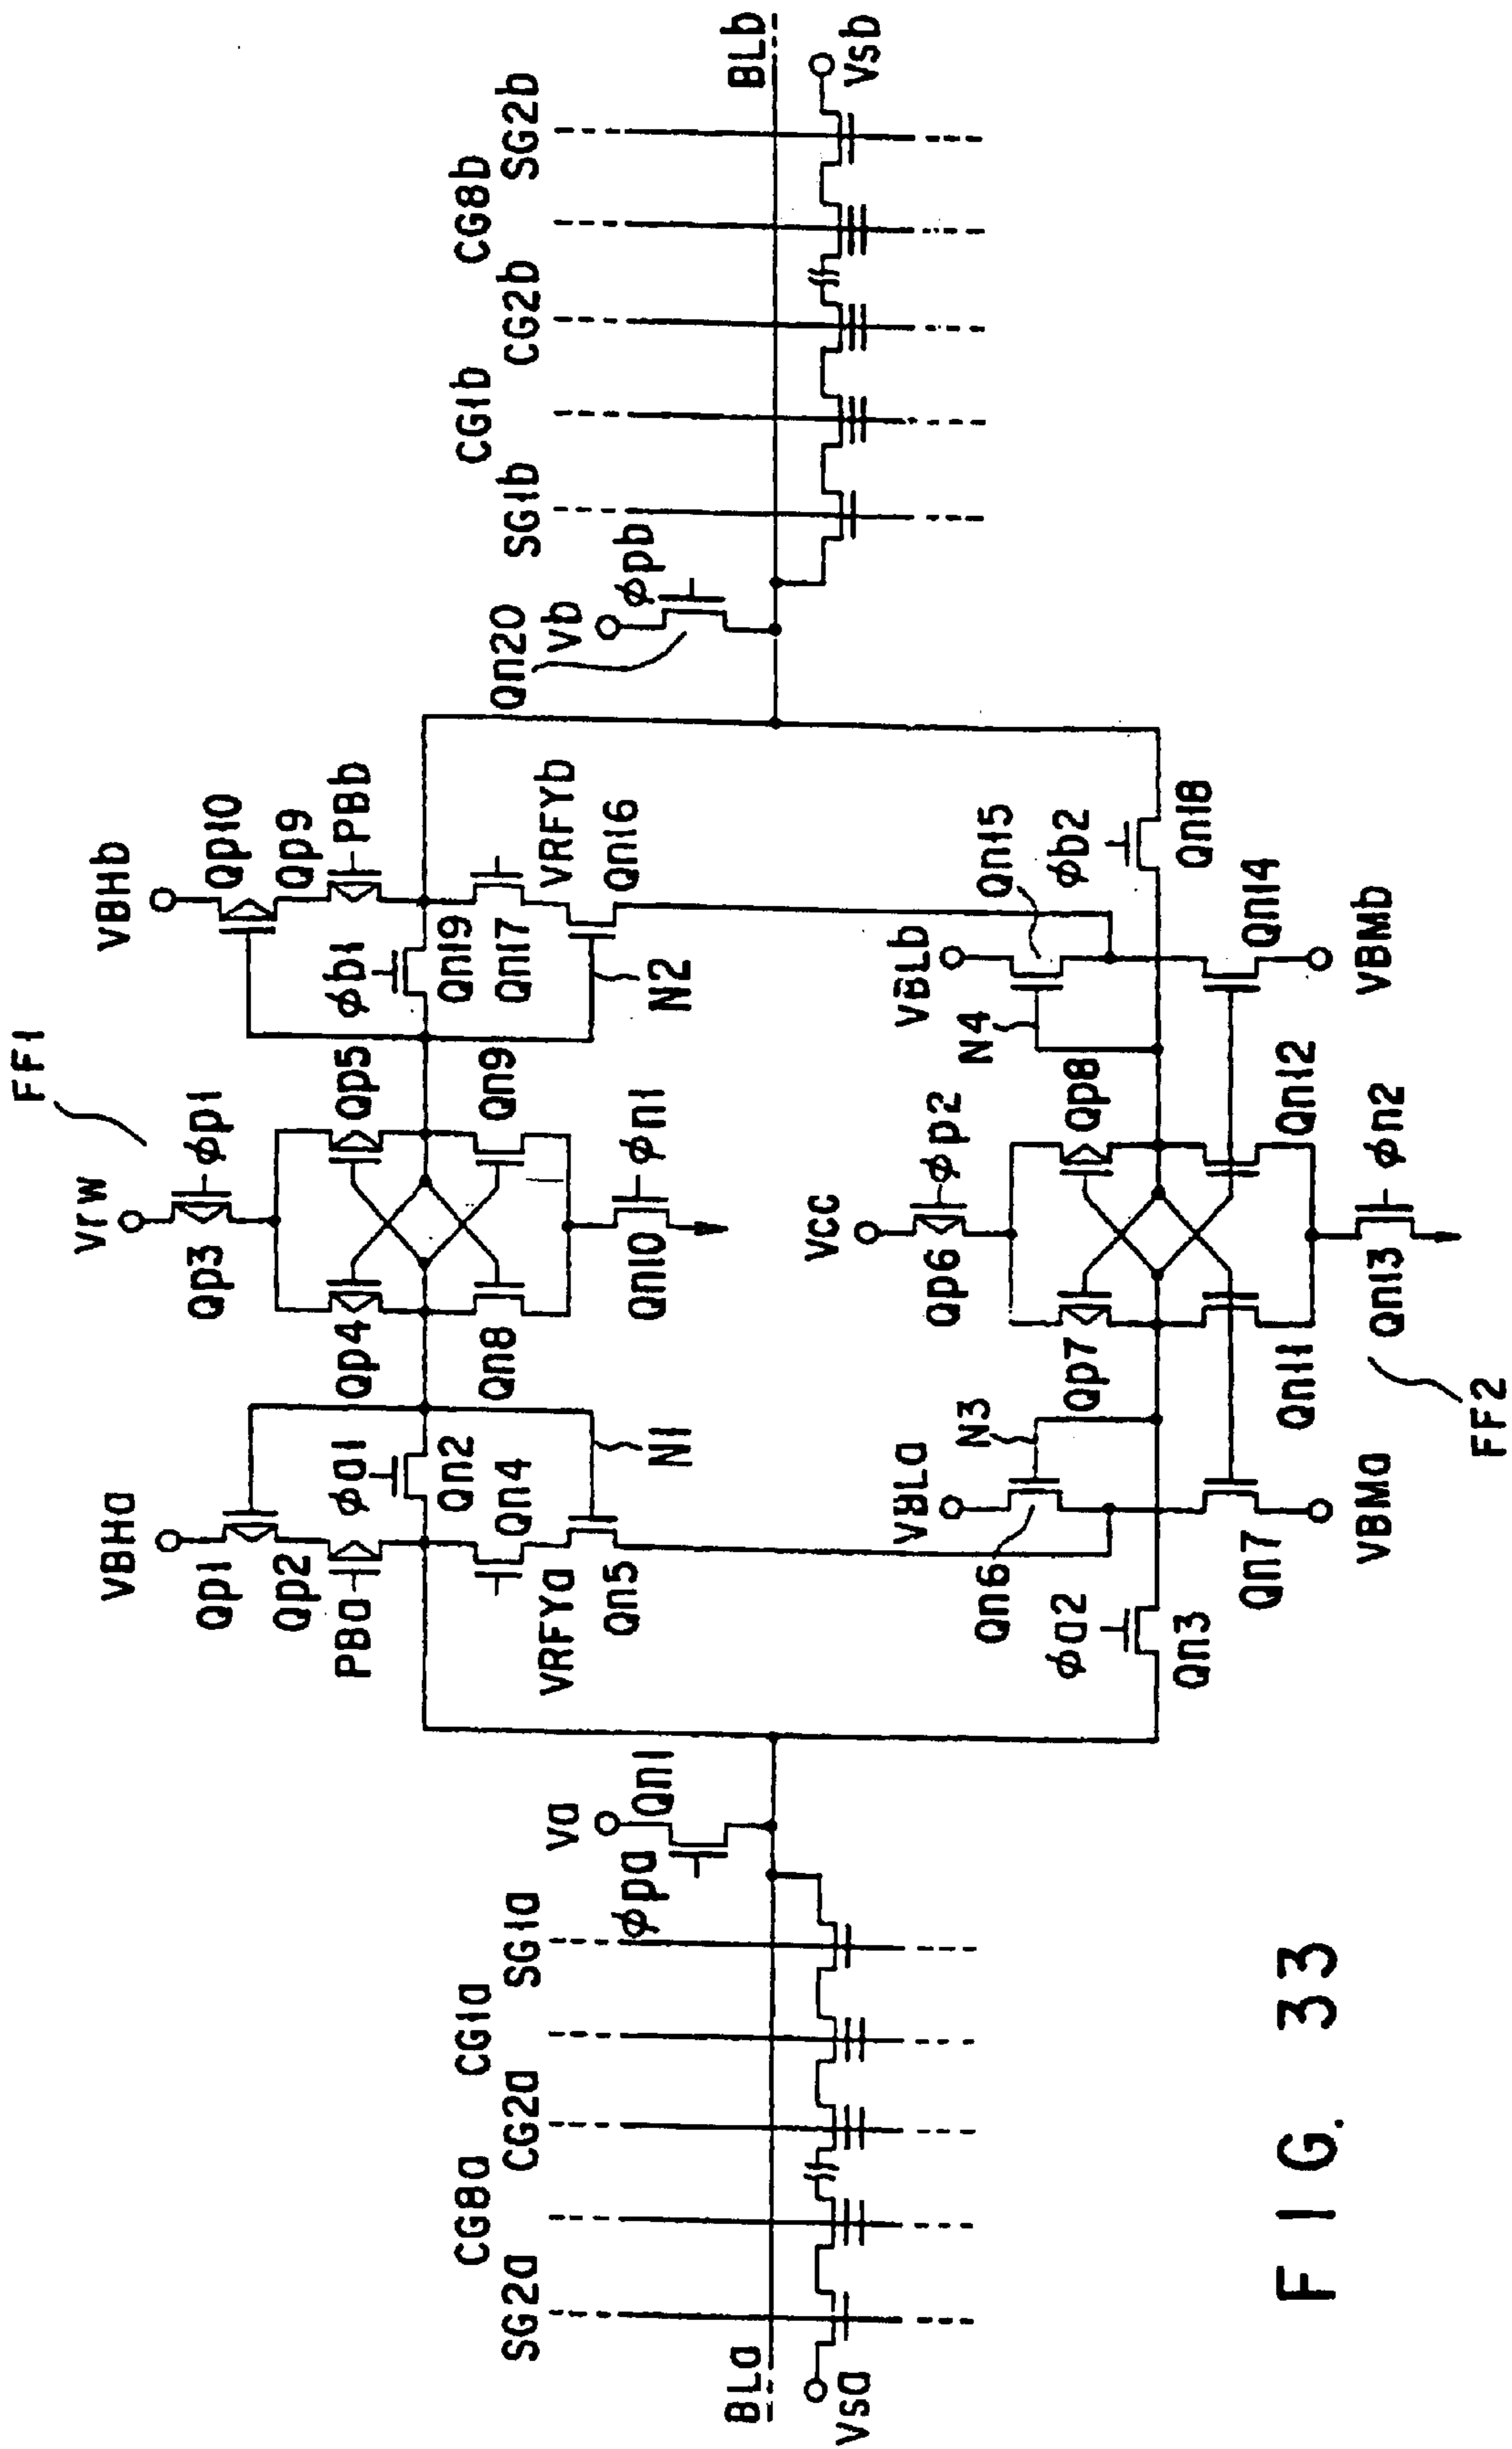 FF1
Vrw
VBHa
VBHb
Qp3
φp1
Qp1
Qp10
Qp2
Qp9
PBa
φa1
Qp4
Qp5
φb1
PBb
Qn2
Qn19
Qn4
Qn8
Qn9
Qn17
VRFYa
VRFYb
Qn5
N1
Qn10
φn1
N2
Qn16
CG8a
CG1a
CG1b
CG8b
SG2a
CG2a
SG1a
Va
Qn20
Vb
SG1b
CG2b
SG2b
φpa
Qn1
φpb
BLa
BLb
Vsa
Vsb
VCC
VBLa
VBLb
Qp6
φp2
Qn6
N3
N4
Qn15
φa2
Qp7
Qp8
φb2
Qn3
Qn18
Qn7
Qn11
Qn12
Qn14
VBMa
VBMb
Qn13
φn2
FF2
FIG. 33